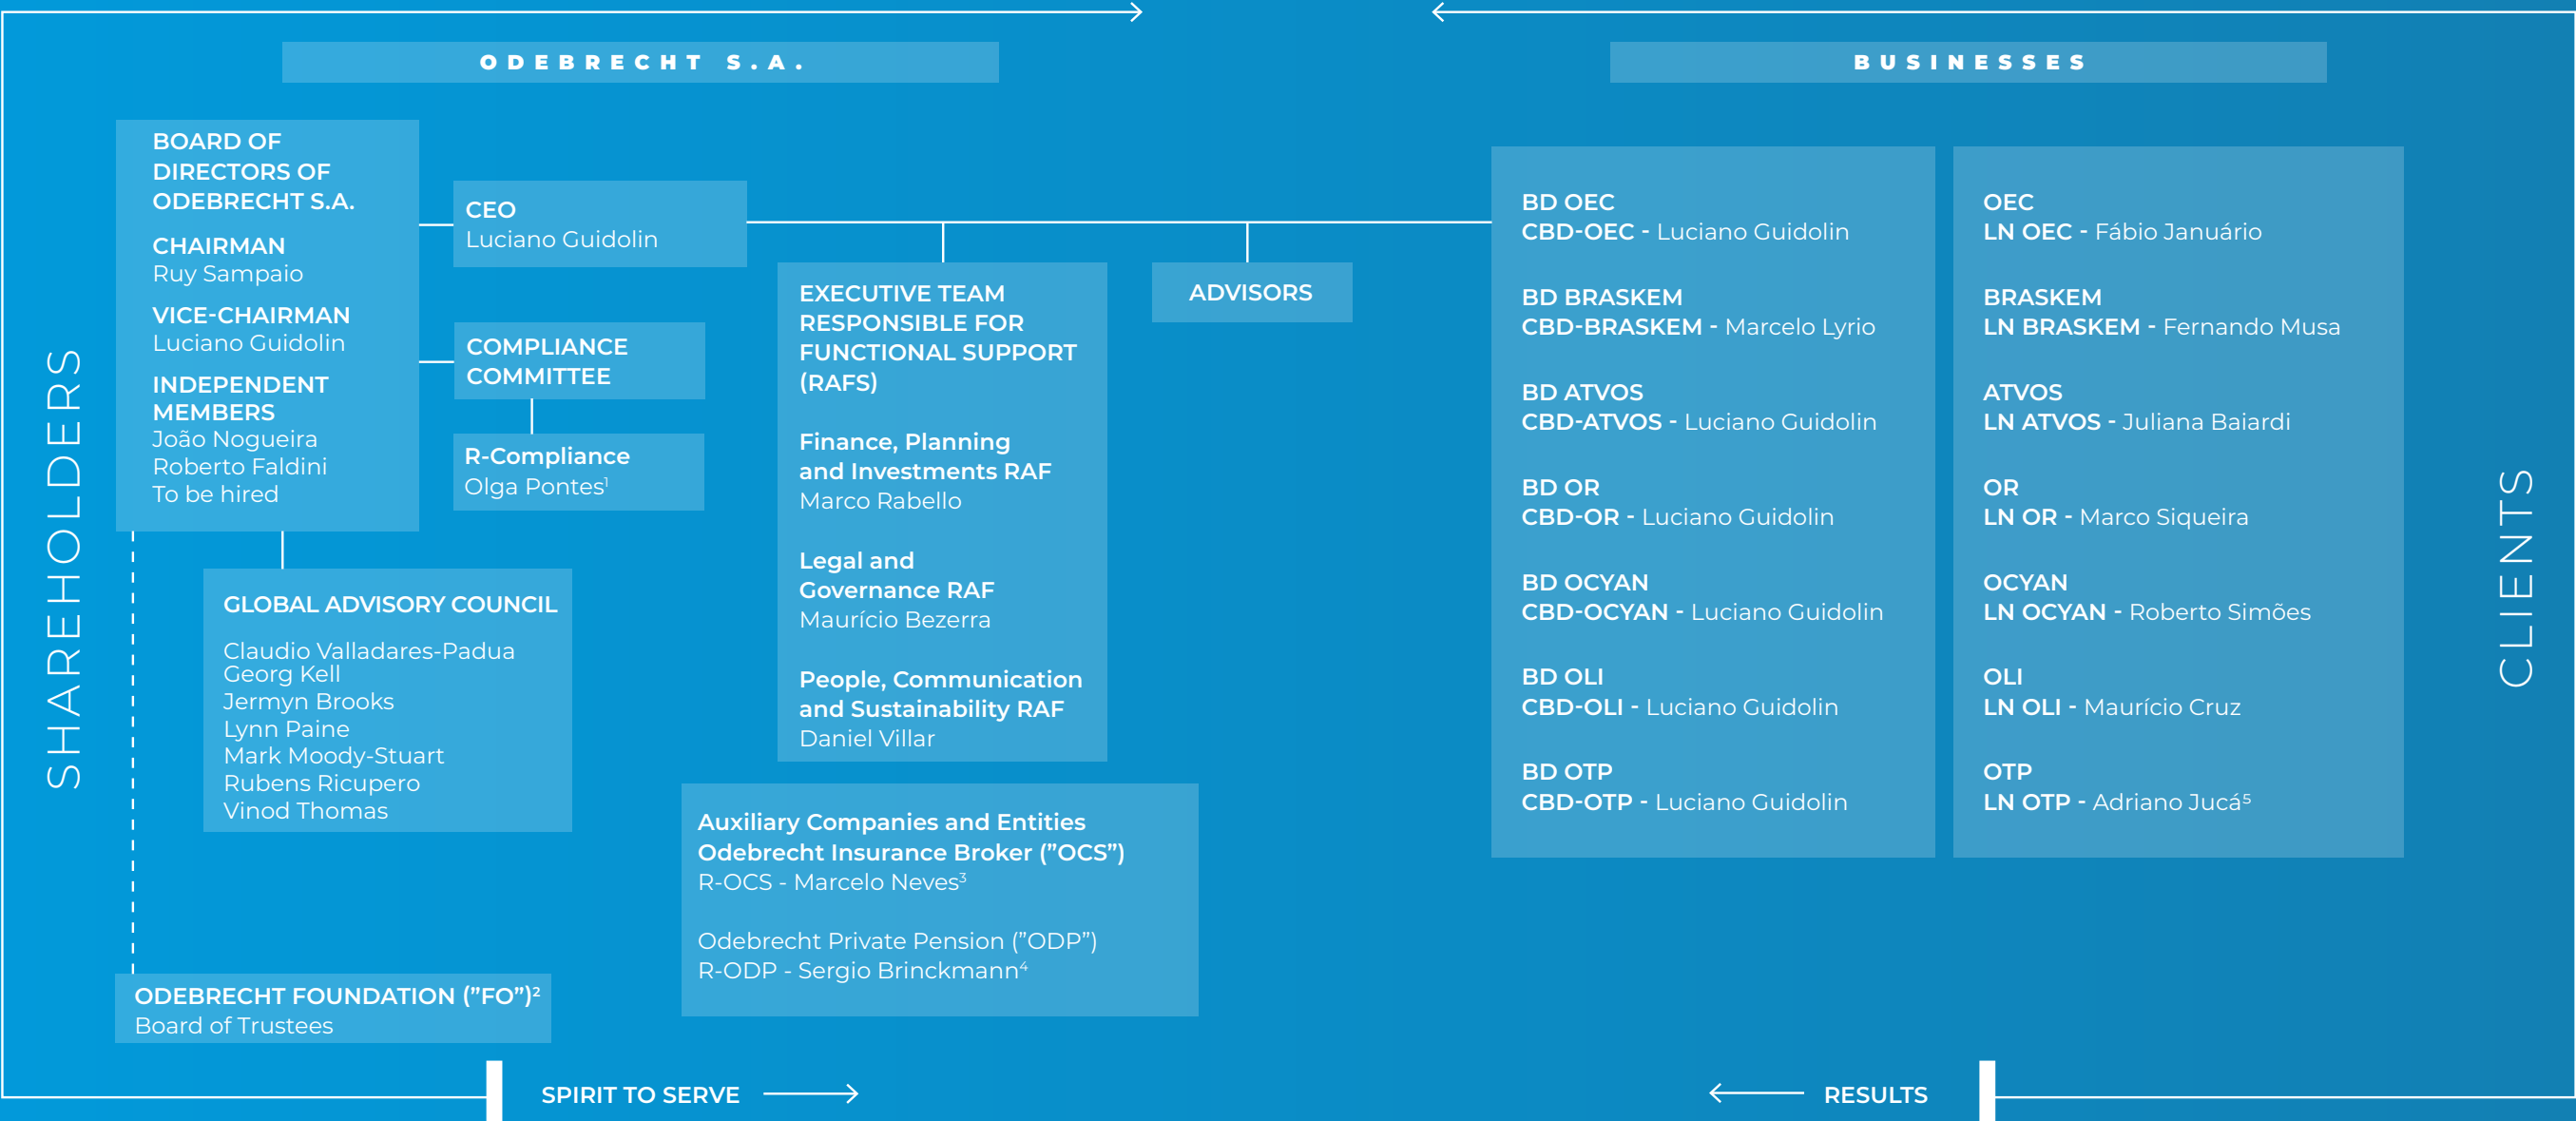 ODEBRECHT S.A.
BUSINESSES
SHAREHOLDERS
BOARD OF
DIRECTORS OF
ODEBRECHT S.A.
CHAIRMAN
Ruy Sampaio
VICE-CHAIRMAN
Luciano Guidolin
INDEPENDENT
MEMBERS
João Nogueira
Roberto Faldini
To be hired
CEO
Luciano Guidolin
COMPLIANCE
COMMITTEE
R-Compliance
Olga Pontes¹
GLOBAL ADVISORY COUNCIL
Claudio Valladares-Padua
Georg Kell
Jermyn Brooks
Lynn Paine
Mark Moody-Stuart
Rubens Ricupero
Vinod Thomas
ODEBRECHT FOUNDATION (”FO”)²
Board of Trustees
EXECUTIVE TEAM
RESPONSIBLE FOR
FUNCTIONAL SUPPORT
(RAFS)
Finance, Planning
and Investments RAF
Marco Rabello
Legal and
Governance RAF
Maurício Bezerra
People, Communication
and Sustainability RAF
Daniel Villar
ADVISORS
Auxiliary Companies and Entities
Odebrecht Insurance Broker (”OCS”)
R-OCS - Marcelo Neves³
Odebrecht Private Pension (”ODP”)
R-ODP - Sergio Brinckmann⁴
BD OEC
CBD-OEC - Luciano Guidolin
BD BRASKEM
CBD-BRASKEM - Marcelo Lyrio
BD ATVOS
CBD-ATVOS - Luciano Guidolin
BD OR
CBD-OR - Luciano Guidolin
BD OCYAN
CBD-OCYAN - Luciano Guidolin
BD OLI
CBD-OLI - Luciano Guidolin
BD OTP
CBD-OTP - Luciano Guidolin
OEC
LN OEC - Fábio Januário
BRASKEM
LN BRASKEM - Fernando Musa
ATVOS
LN ATVOS - Juliana Baiardi
OR
LN OR - Marco Siqueira
OCYAN
LN OCYAN - Roberto Simões
OLI
LN OLI - Maurício Cruz
OTP
LN OTP - Adriano Jucá⁵
CLIENTS
SPIRIT TO SERVE
RESULTS